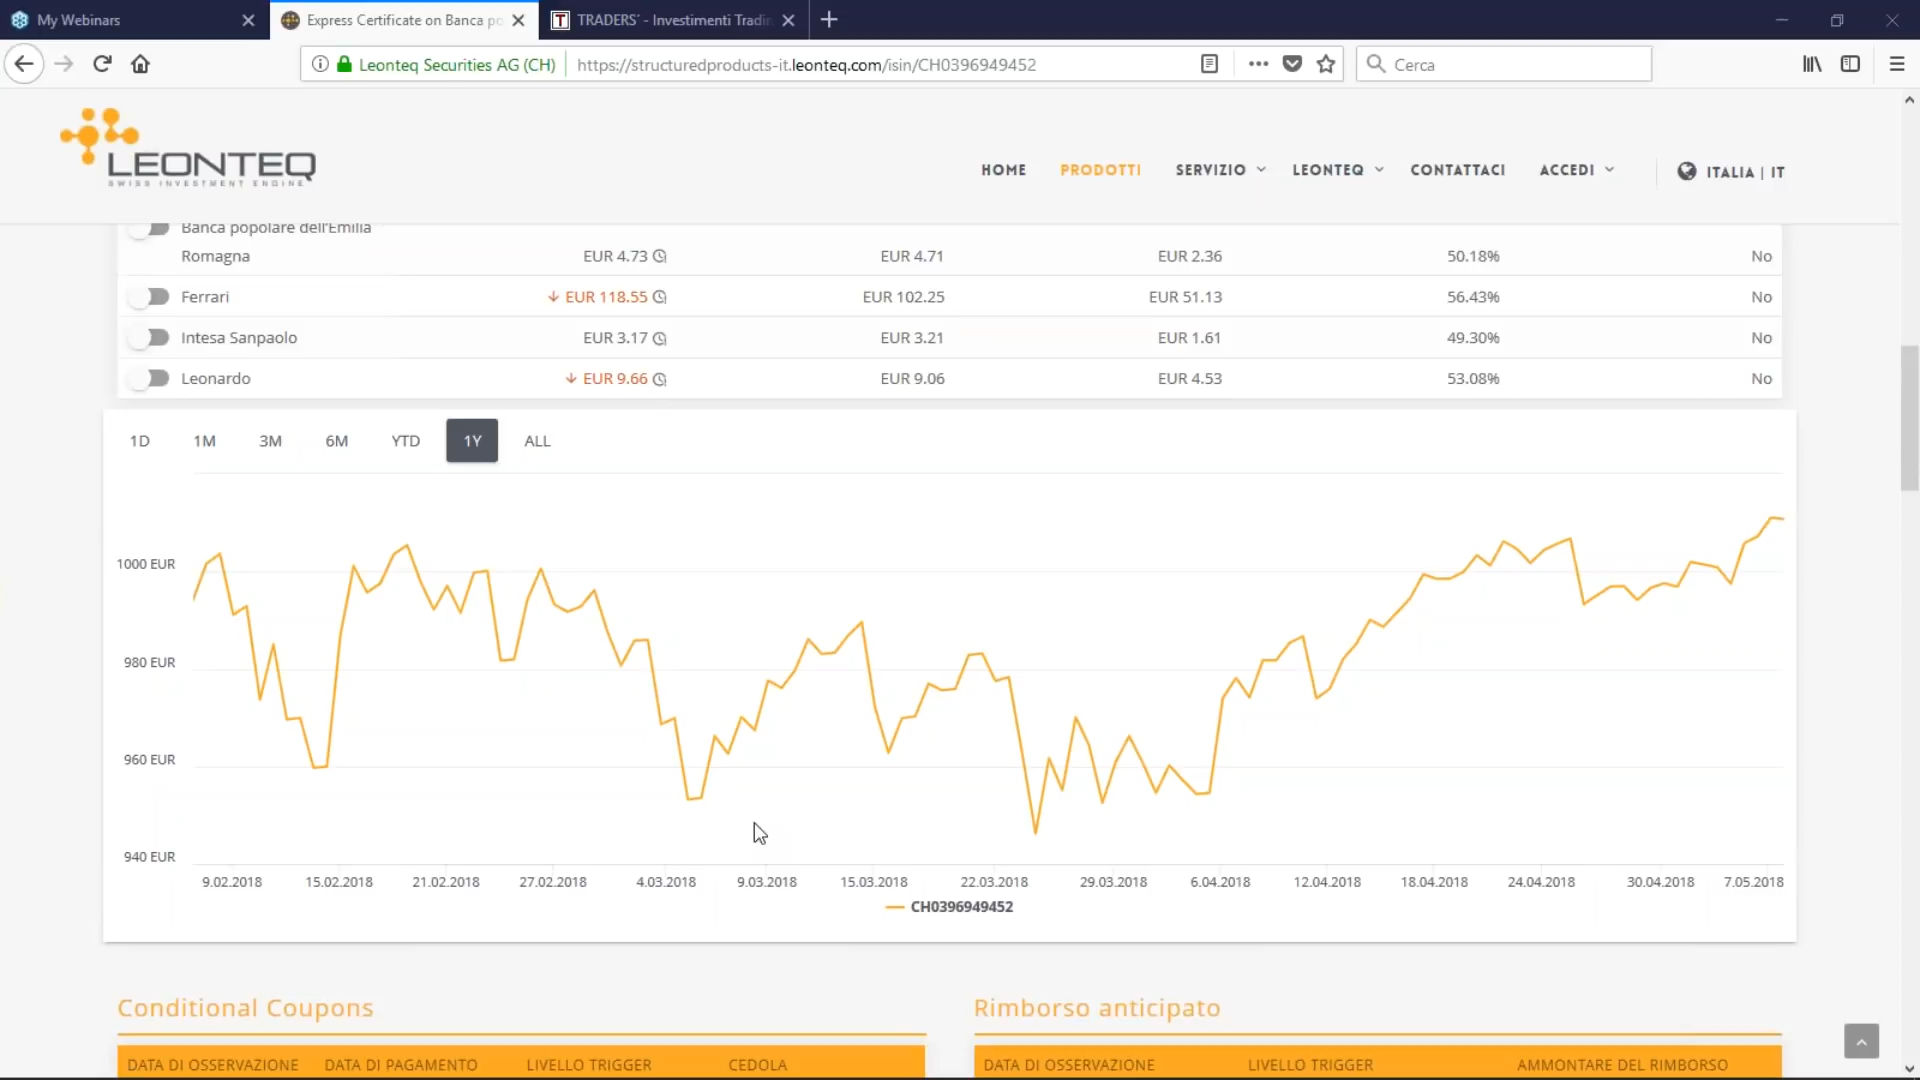 My Webinars
Express Certificate on Banca po
TRADERS´ - Investimenti Tradin
Leonteq Securities AG (CH)
https://structuredproducts-it.leonteq.com/isin/CH0396949452
Cerca
LEONTEQ
SWISS INVESTMENT ENGINE
HOME PRODOTTI SERVIZIO LEONTEQ CONTATTACI ACCEDI ITALIA | IT
Banca popolare dell'Emilia
Romagna EUR 4.73 EUR 4.71 EUR 2.36 50.18% No
Ferrari EUR 118.55 EUR 102.25 EUR 51.13 56.43% No
Intesa Sanpaolo EUR 3.17 EUR 3.21 EUR 1.61 49.30% No
Leonardo EUR 9.66 EUR 9.06 EUR 4.53 53.08% No
1D 1M 3M 6M YTD 1Y ALL
1000 EUR
980 EUR
960 EUR
940 EUR
9.02.2018 15.02.2018 21.02.2018 27.02.2018 4.03.2018 9.03.2018 15.03.2018 22.03.2018 29.03.2018 6.04.2018 12.04.2018 18.04.2018 24.04.2018 30.04.2018 7.05.2018
CH0396949452
Conditional Coupons
DATA DI OSSERVAZIONE DATA DI PAGAMENTO LIVELLO TRIGGER CEDOLA
Rimborso anticipato
DATA DI OSSERVAZIONE LIVELLO TRIGGER AMMONTARE DEL RIMBORSO